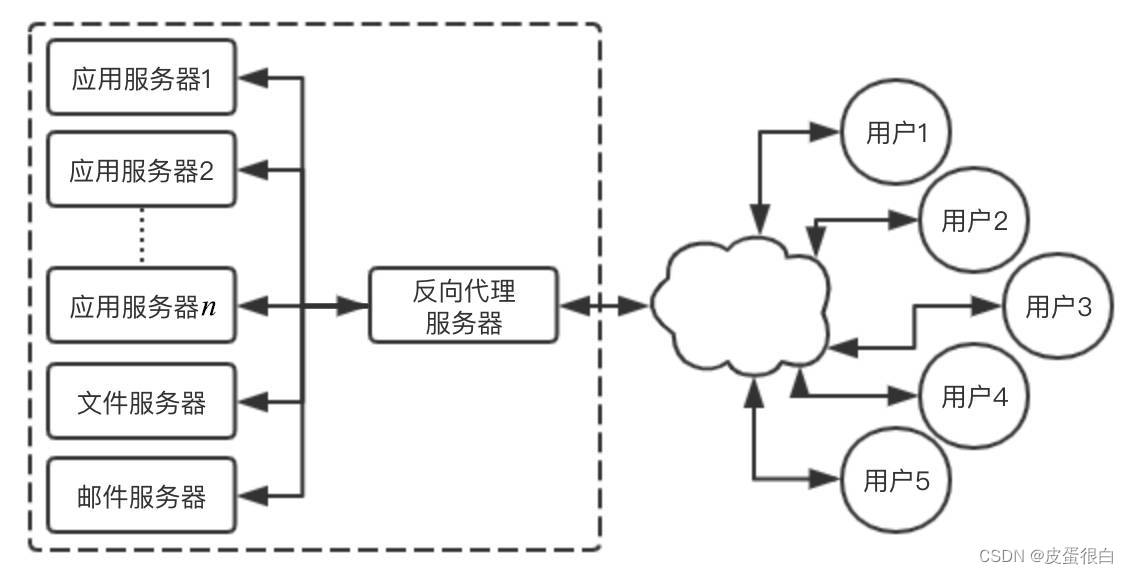 应用服务器1
应用服务器2
应用服务器n
文件服务器
邮件服务器
反向代理
服务器
用户1
用户2
用户3
用户4
用户5
CSDN @皮蛋很白